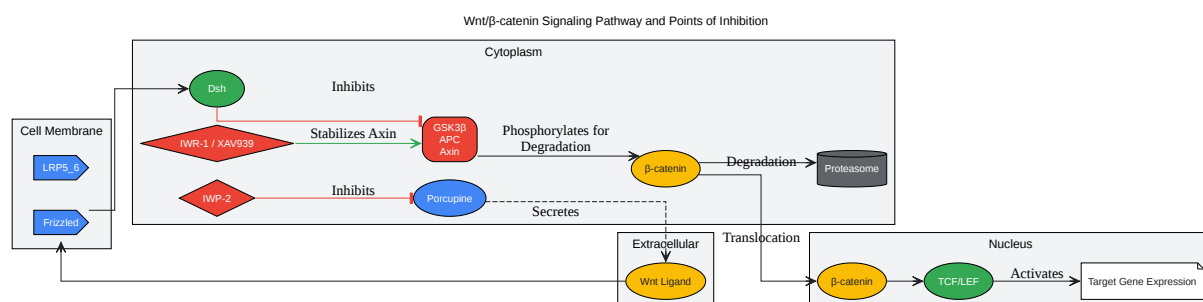 Wnt/β-catenin Signaling Pathway and Points of Inhibition
Cytoplasm
Dsh
Inhibits
Cell Membrane
LRP5_6
Frizzled
IWR-1 / XAV939
Stabilizes Axin
GSK3β
APC
Axin
Phosphorylates for
Degradation
β-catenin
Degradation
Proteasome
IWP-2
Inhibits
Porcupine
Secretes
Translocation
Extracellular
Wnt Ligand
Nucleus
β-catenin
TCF/LEF
Activates
Target Gene Expression